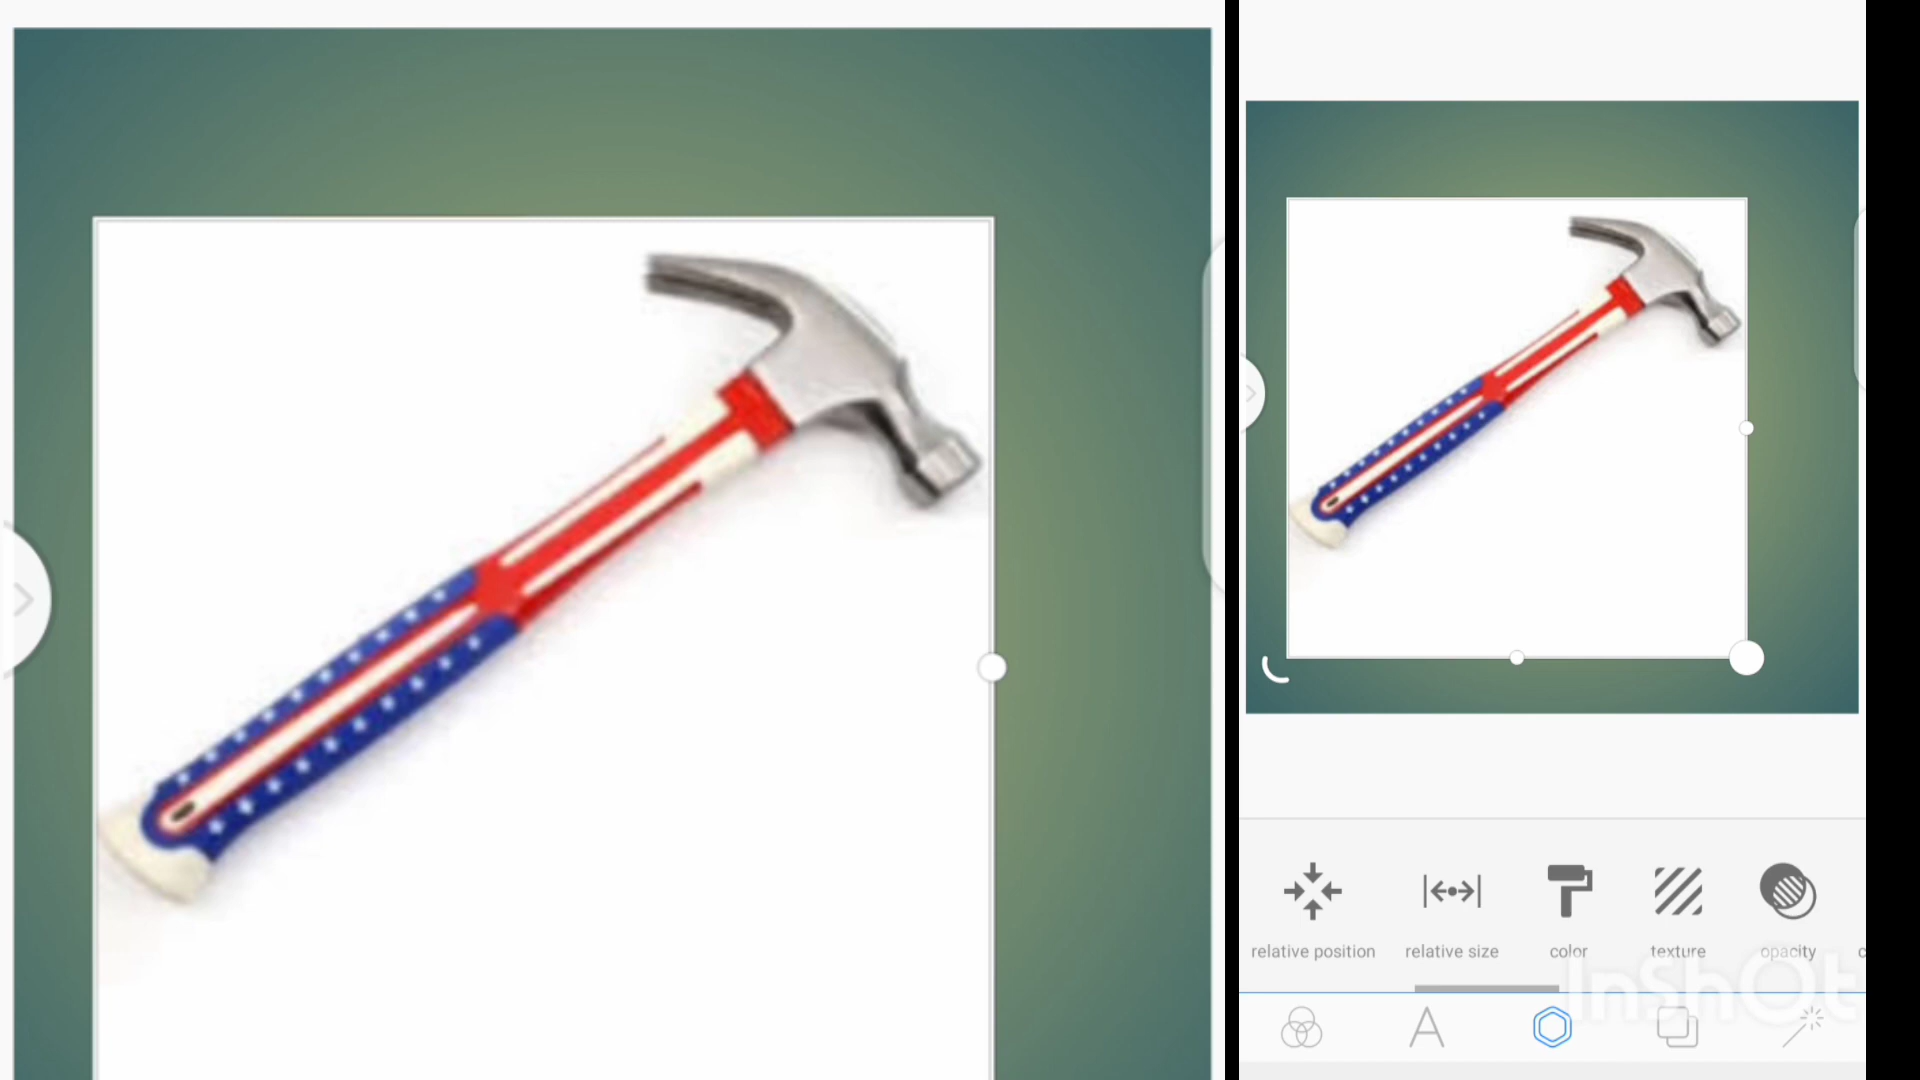 relative position
relative size
color
texture
opacity
c
InShOt